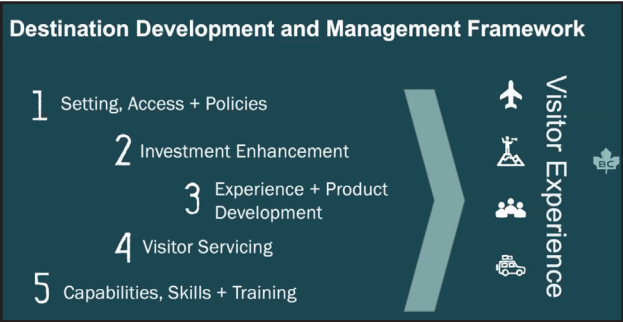 Destination Development and Management Framework
1 Setting, Access + Policies
2 Investment Enhancement
3 Experience + Product
Development
4 Visitor Servicing
5 Capabilities, Skills + Training
Visitor Experience
BC